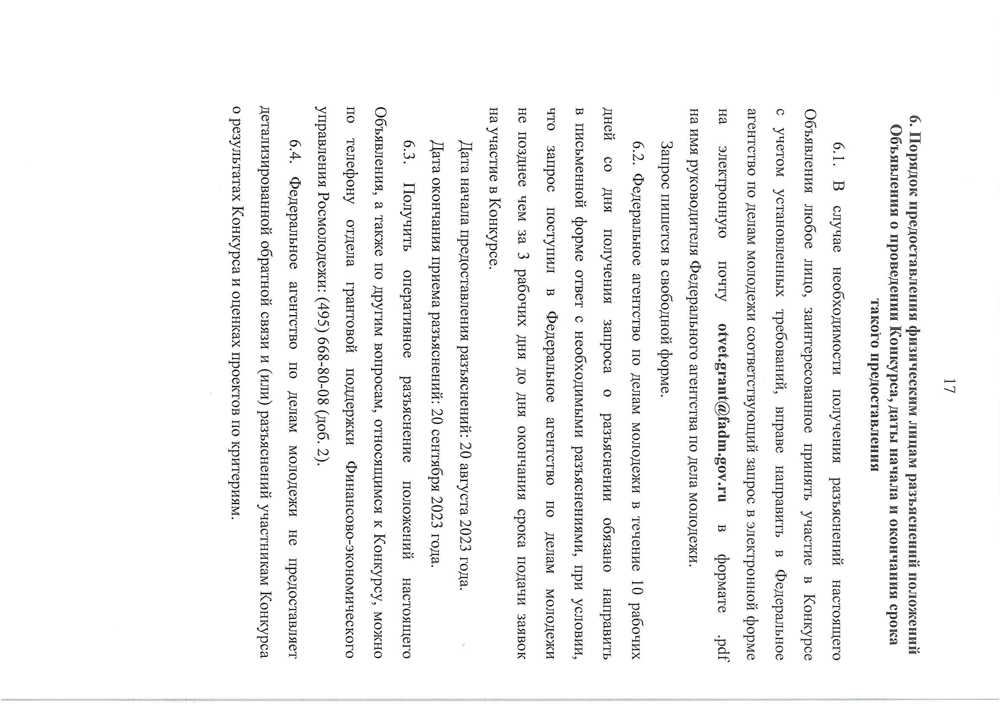 17
6. Порядок предоставления физическим лицам разъяснений положений
Объявления о проведении Конкурса, даты начала и окончания срока
такого предоставления
6.1. В случае необходимости получения разъяснений настоящего
Объявления любое лицо, заинтересованное принять участие в Конкурсе
с учетом установленных требований, вправе направить в Федеральное
агентство по делам молодежи соответствующий запрос в электронной форме
на электронную почту otvet.grant@fadm.gov.ru в формате .pdf
на имя руководителя Федерального агентства по дела молодежи.
Запрос пишется в свободной форме.
6.2. Федеральное агентство по делам молодежи в течение 10 рабочих
дней со дня получения запроса о разъяснении обязано направить
в письменной форме ответ с необходимыми разъяснениями, при условии,
что запрос поступил в Федеральное агентство по делам молодежи
не позднее чем за 3 рабочих дня до дня окончания срока подачи заявок
на участие в Конкурсе.
Дата начала предоставления разъяснений: 20 августа 2023 года.
Дата окончания приема разъяснений: 20 сентября 2023 года.
6.3. Получить оперативное разъяснение положений настоящего
Объявления, а также по другим вопросам, относящимся к Конкурсу, можно
по телефону отдела грантовой поддержки Финансово-экономического
управления Росмолодежи: (495) 668-80-08 (доб. 2).
6.4. Федеральное агентство по делам молодежи не предоставляет
детализированной обратной связи и (или) разъяснений участникам Конкурса
о результатах Конкурса и оценках проектов по критериям.